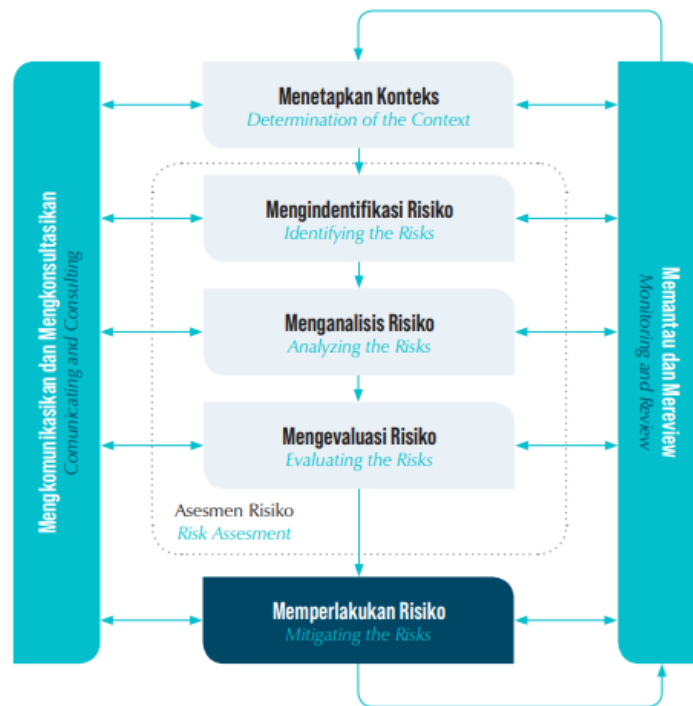 Menetapkan Konteks
Determination of the Context
Mengindentifikasi Risiko
Identifying the Risks
Menganalisis Risiko
Analyzing the Risks
Mengevaluasi Risiko
Evaluating the Risks
Asesmen Risiko
Risk Assesment
Memperlakukan Risiko
Mitigating the Risks
Mengkomunikasikan dan Mengkonsultasikan
Comunicating and Consulting
Memantau dan Mereview
Monitoring and Review